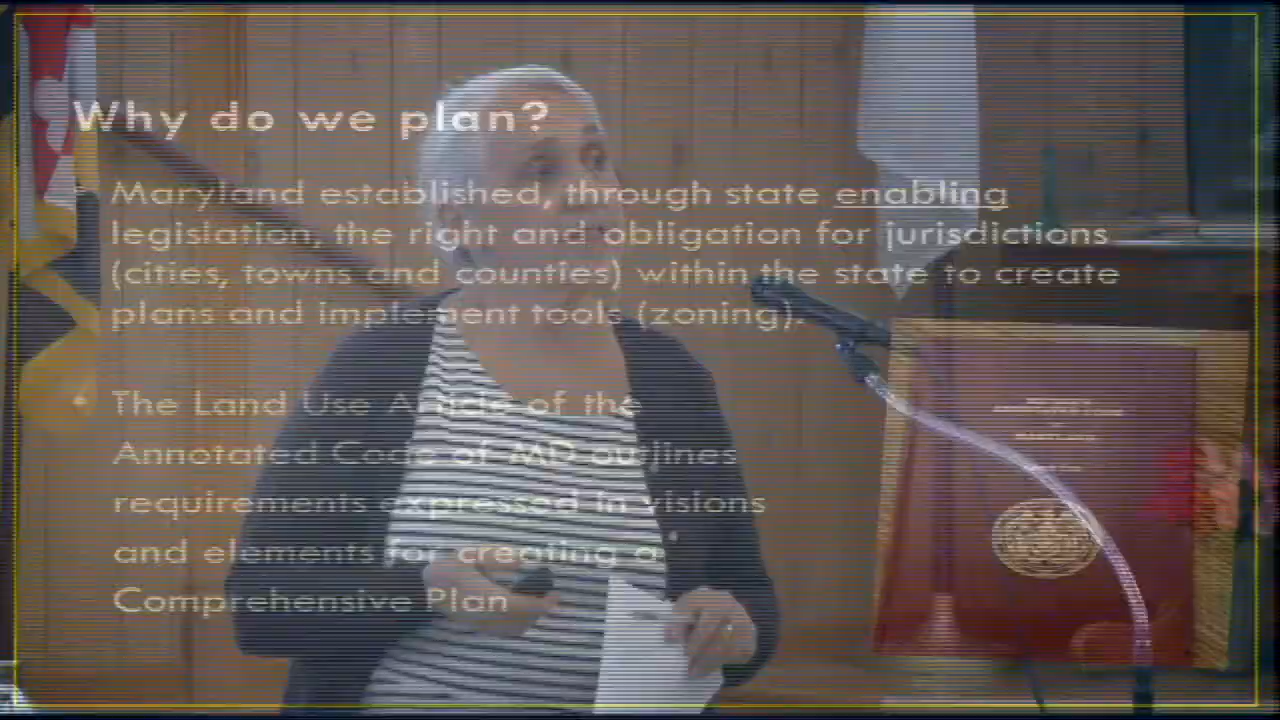 Why do we plan?
Maryland established, through state enabling
legislation, the right and obligation for jurisdictions
(cities, towns and counties) within the state to create
plans and implement tools (zoning).
The Land Use Article of the
Annotated Code of MD outlines
requirements expressed in visions
and elements for creating a
Comprehensive Plan